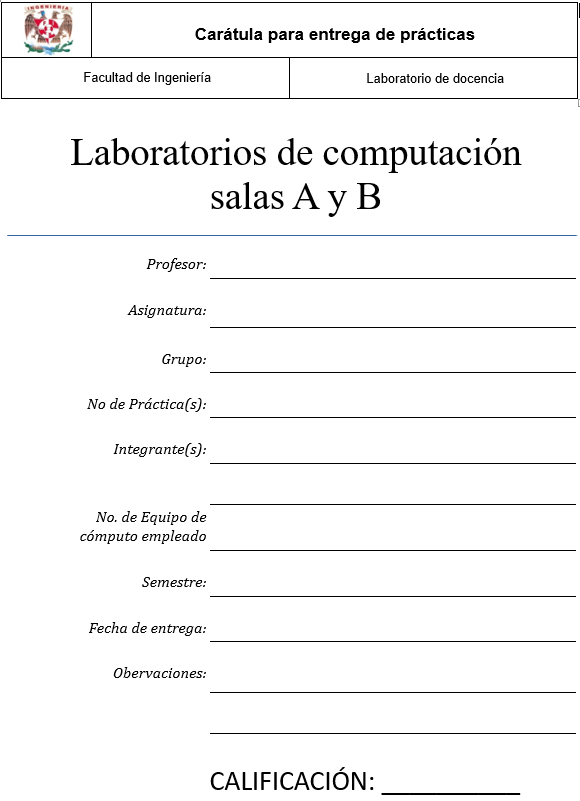 INGENIERIA
Carátula para entrega de prácticas
Facultad de Ingeniería
Laboratorio de docencia
Laboratorios de computación
salas A y B
Profesor:
Asignatura:
Grupo:
No de Práctica(s):
Integrante(s):
No. de Equipo de
cómputo empleado
Semestre:
Fecha de entrega:
Obervaciones:
CALIFICACIÓN: __________